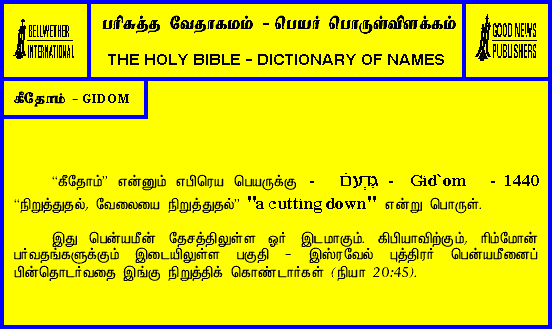 BELLWETHER
INTERNATIONAL
பரிசுத்த வேதாகமம் - பெயர் பொருள்விளக்கம்
THE HOLY BIBLE - DICTIONARY OF NAMES
GOOD NEWS
PUBLISHERS
கீதோம் - GIDOM
“கீதோம்” என்னும் எபிரெய பெயருக்கு - גִּדְעֹם - Gid`om - 1440
“நிறுத்துதல், வேலையை நிறுத்துதல்” "a cutting down" என்று பொருள்.
இது பென்யமீன் தேசத்திலுள்ள ஓர் இடமாகும். கிபியாவிற்கும், ரிம்மோன்
பர்வதங்களுக்கும் இடையிலுள்ள பகுதி - இஸ்ரவேல் புத்திரர் பென்யமீனைப்
பின்தொடர்வதை இங்கு நிறுத்திக் கொண்டார்கள் (நியா 20:45).